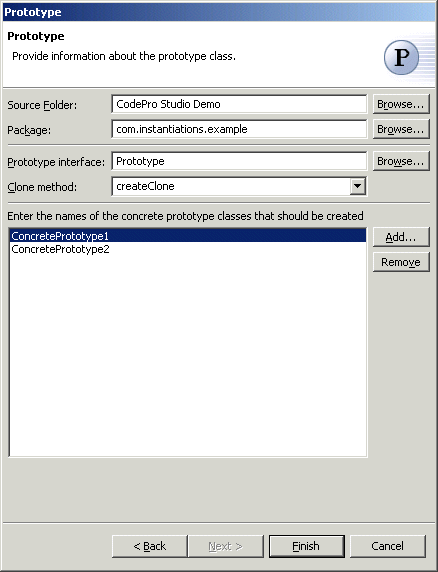 Prototype
Prototype
Provide information about the prototype class.
P
Source Folder: CodePro Studio Demo Browse...
Package: com.instantiations.example Browse...
Prototype interface: Prototype Browse...
Clone method: createClone
Enter the names of the concrete prototype classes that should be created
ConcretePrototype1 Add...
ConcretePrototype2 Remove
< Back Next > Finish Cancel